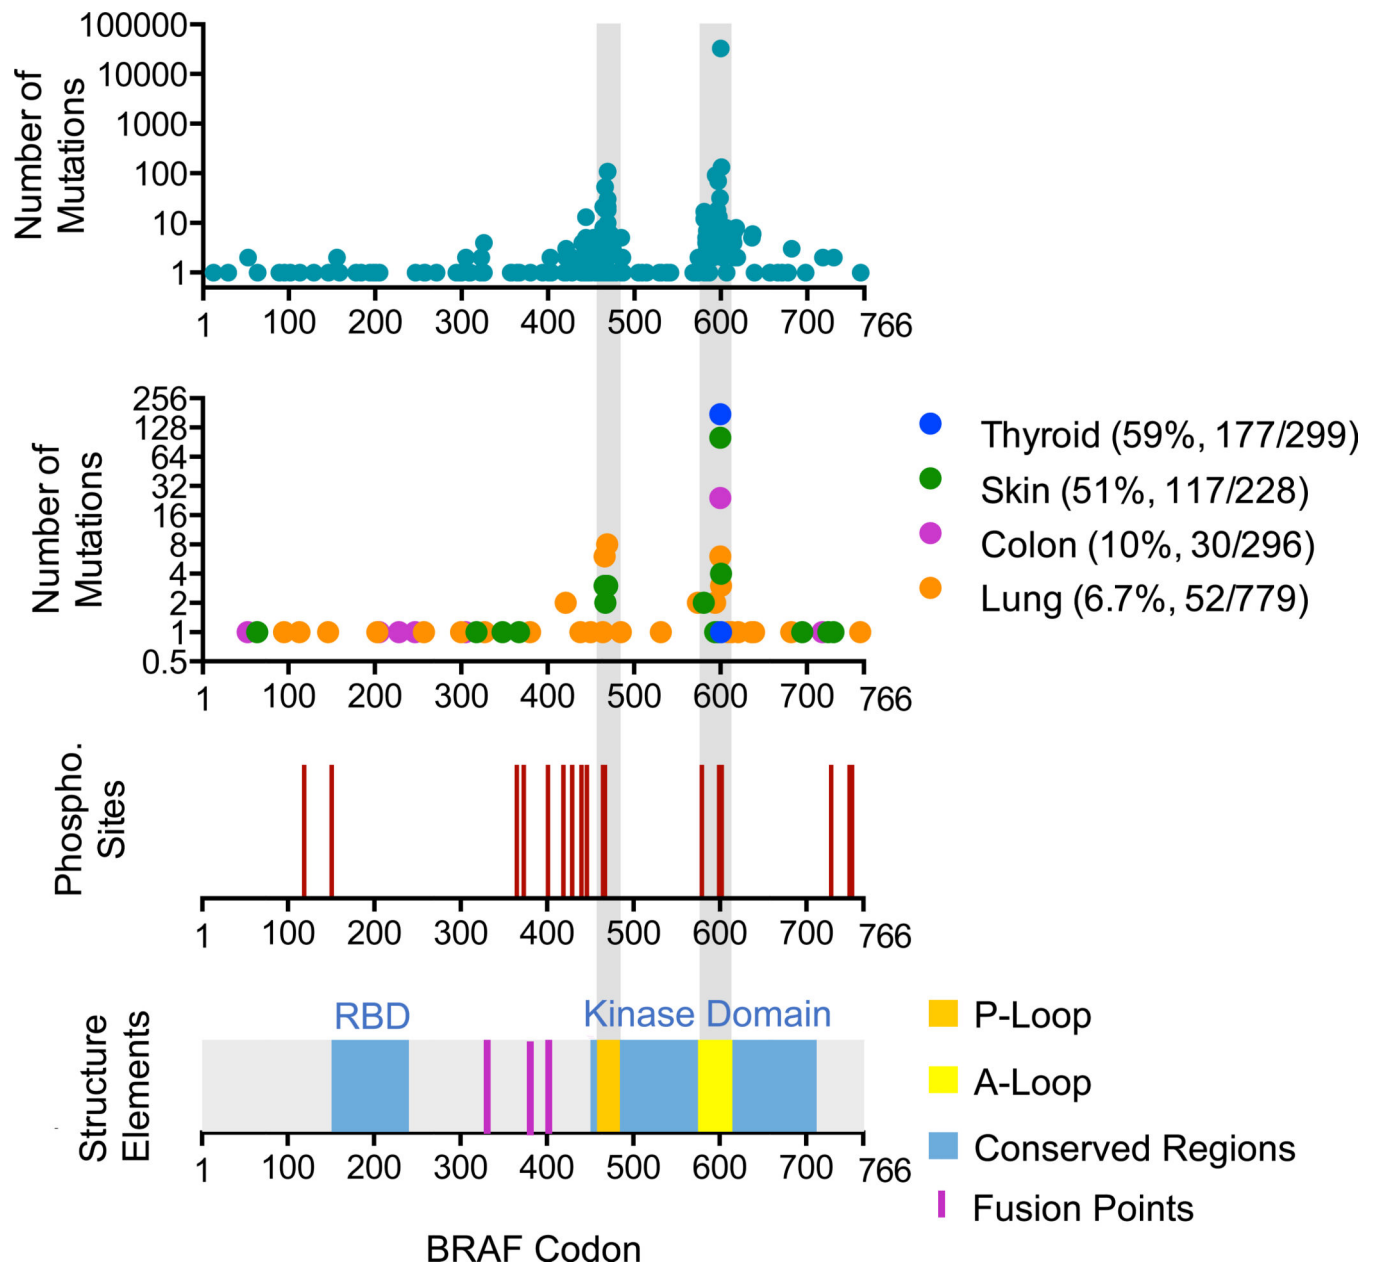 100000
10000
1000
100
10
1
Number of
Mutations
1 100 200 300 400 500 600 700 766
256
128
64
32
16
8
4
2
1
0.5
Number of
Mutations
1 100 200 300 400 500 600 700 766
Thyroid (59%, 177/299)
Skin (51%, 117/228)
Colon (10%, 30/296)
Lung (6.7%, 52/779)
Phospho.
Sites
1 100 200 300 400 500 600 700 766
RBD Kinase Domain
Structure
Elements
1 100 200 300 400 500 600 700 766
P-Loop
A-Loop
Conserved Regions
Fusion Points
BRAF Codon